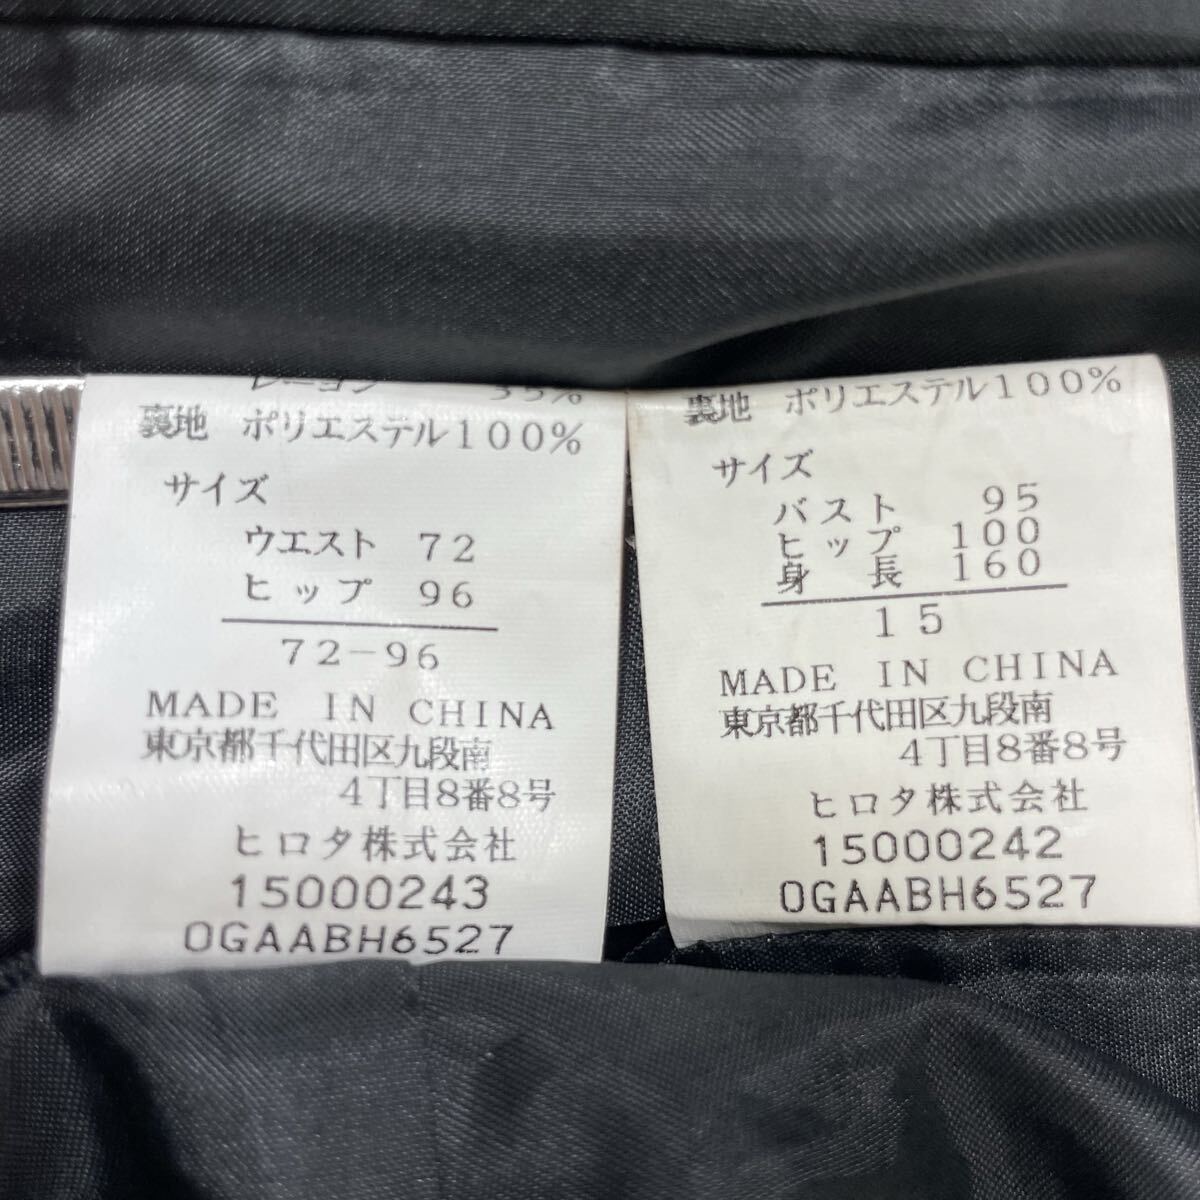 レーヨン 35%
裏地 ポリエステル100%
サイズ
ウエスト 72
ヒップ 96
72-96
MADE IN CHINA
東京都千代田区九段南
4丁目8番8号
ヒロタ株式会社
15000243
0GAABH6527
裏地 ポリエステル100%
サイズ
バスト 95
ヒップ 100
身長 160
15
MADE IN CHINA
東京都千代田区九段南
4丁目8番8号
ヒロタ株式会社
15000242
0GAABH6527